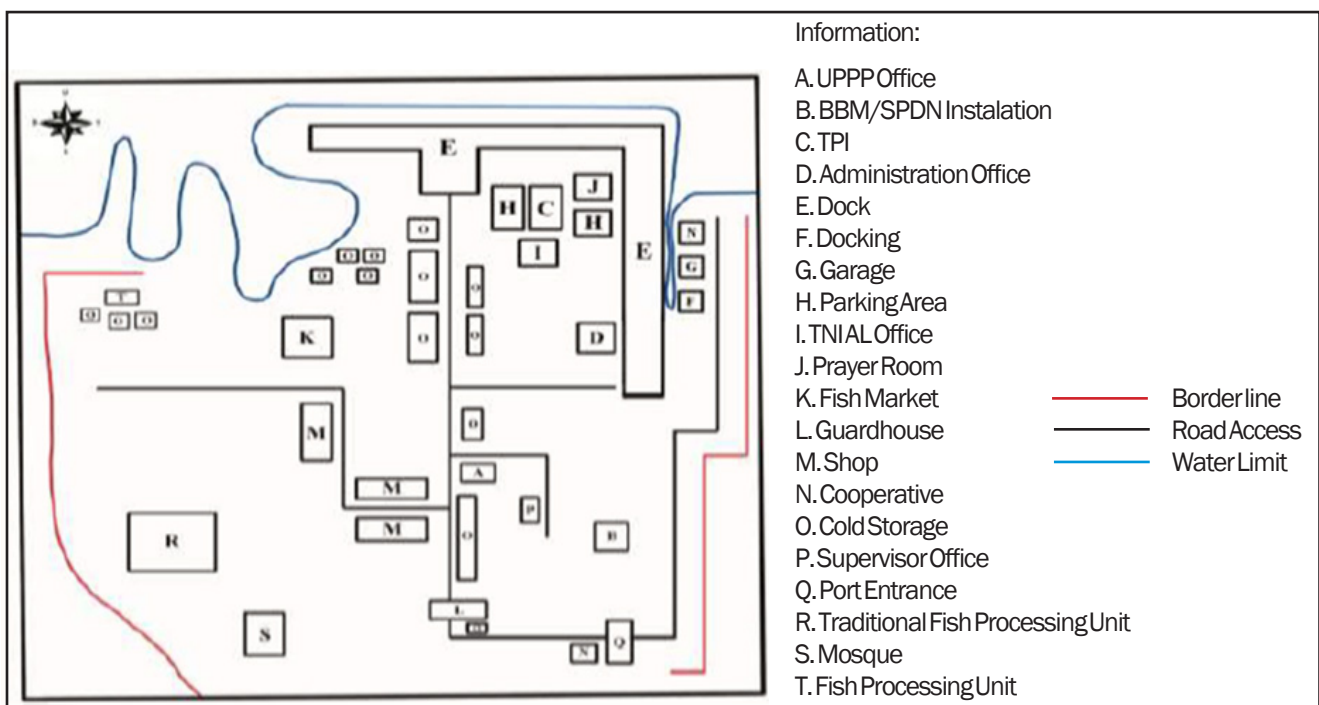 Information:
A. UPPP Office
B. BBM/SPDN Instalation
C. TPI
D. Administration Office
E. Dock
F. Docking
G. Garage
H. Parking Area
I. TNI AL Office
J. Prayer Room
K. Fish Market
L. Guardhouse
M. Shop
N. Cooperative
O. Cold Storage
P. Supervisor Office
Q. Port Entrance
R. Traditional Fish Processing Unit
S. Mosque
T. Fish Processing Unit
Border line
Road Access
Water Limit
E
J
H
C
H
O
N
I
E
O
O
G
O
O
O
O
O
F
T
O
O
O
K
O
O
D
M
O
A
M
P
M
O
B
R
L
S
Q
N